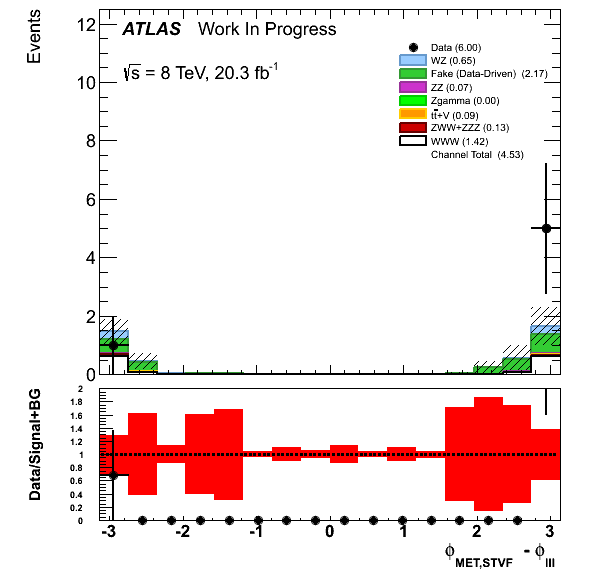 ATLAS Work In Progress
√s = 8 TeV, 20.3 fb⁻¹
Events
Data (6.00)
WZ (0.65)
Fake (Data-Driven) (2.17)
ZZ (0.07)
Zgamma (0.00)
tt̄+V (0.09)
ZWW+ZZZ (0.13)
WWW (1.42)
Channel Total (4.53)
12
10
8
6
4
2
0
Data/Signal+BG
2
1.8
1.6
1.4
1.2
1
0.8
0.6
0.4
0.2
0
-3 -2 -1 0 1 2 3
ϕMET,STVF - ϕlll